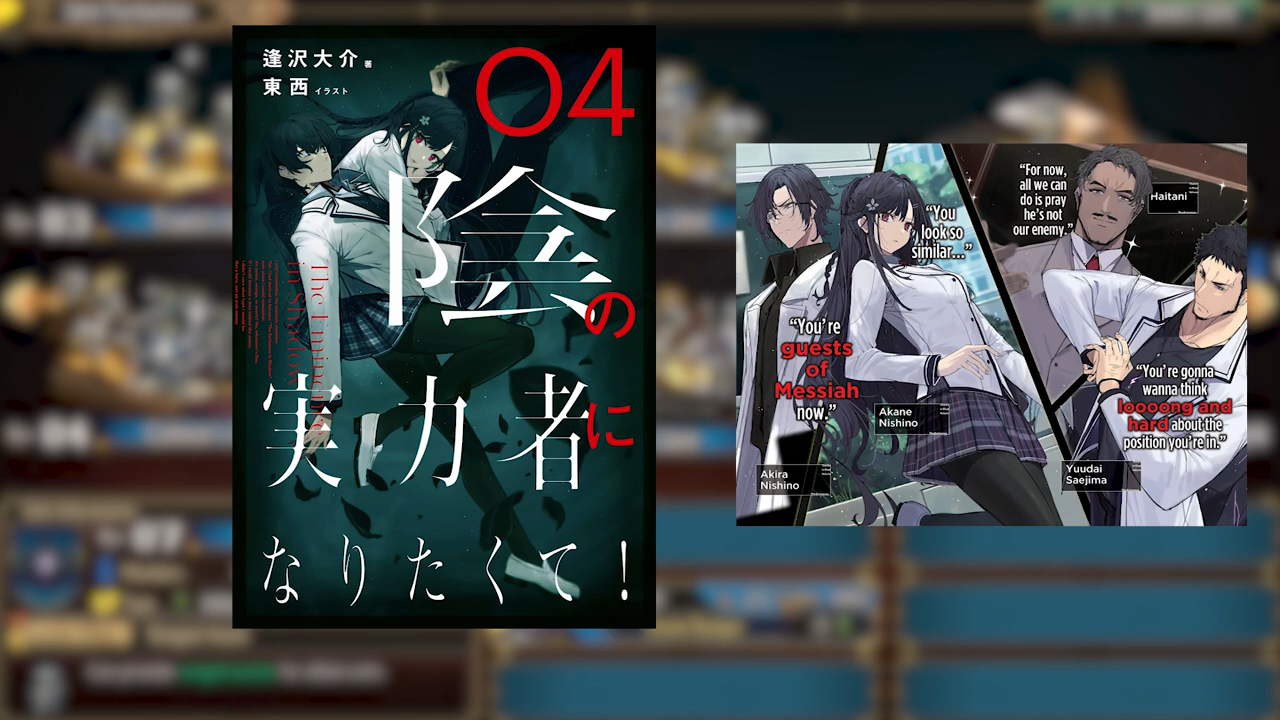 逢沢大介 著
東西 イラスト
04
陰の
実力者に
なりたくて!
The Eminence
in Shadow
"You
look so
similar..."
"For now,
all we can
do is pray
he's not
our enemy."
Haitani
"You're
guests
of
Messiah
now."
Akane
Nishino
Akira
Nishino
"You're gonna
wanna think
loooong and
hard about the
position you're in."
Yuudai
Saejima